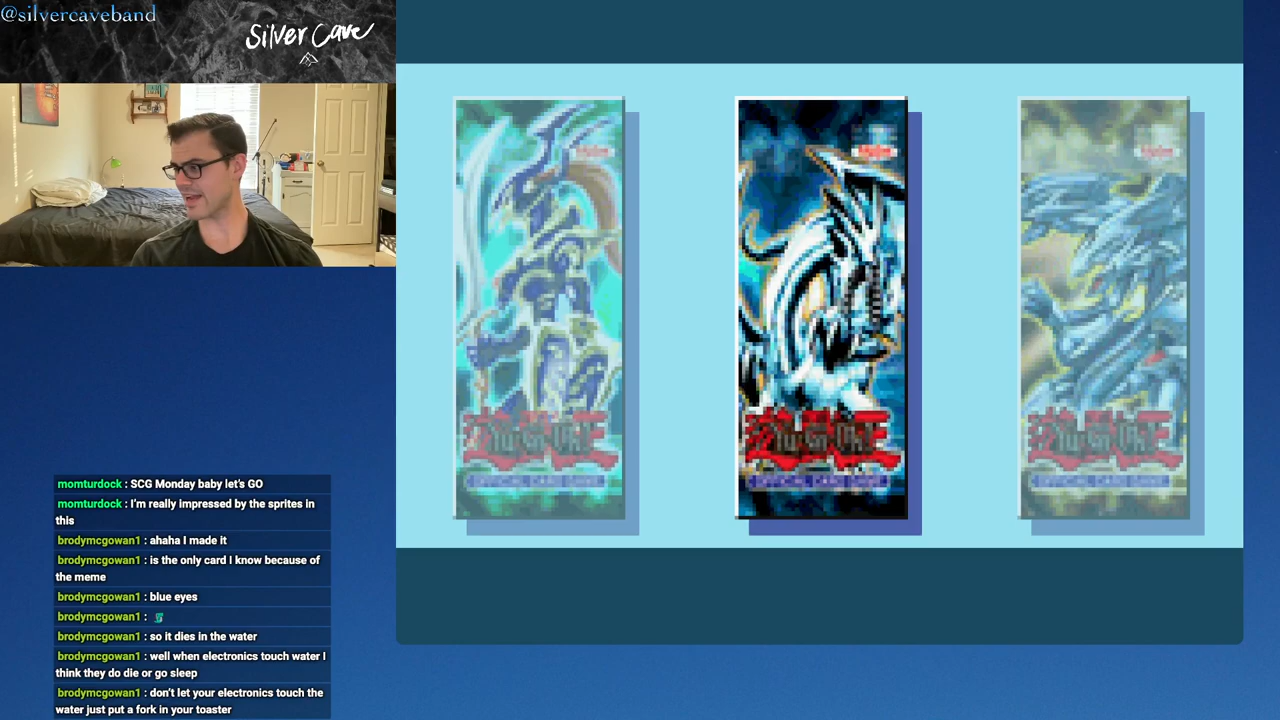 @silvercaveband
Silver Cave
momturdock : SCG Monday baby let's GO
momturdock : I'm really impressed by the sprites in
this
brodymcgowan1 : ahaha I made it
brodymcgowan1 : is the only card I know because of
the meme
brodymcgowan1 : blue eyes
brodymcgowan1 :
brodymcgowan1 : so it dies in the water
brodymcgowan1 : well when electronics touch water I
think they do die or go sleep
brodymcgowan1 : don't let your electronics touch the
water just put a fork in your toaster
Yu-Gi-Oh!
Yu-Gi-Oh!
Yu-Gi-Oh!